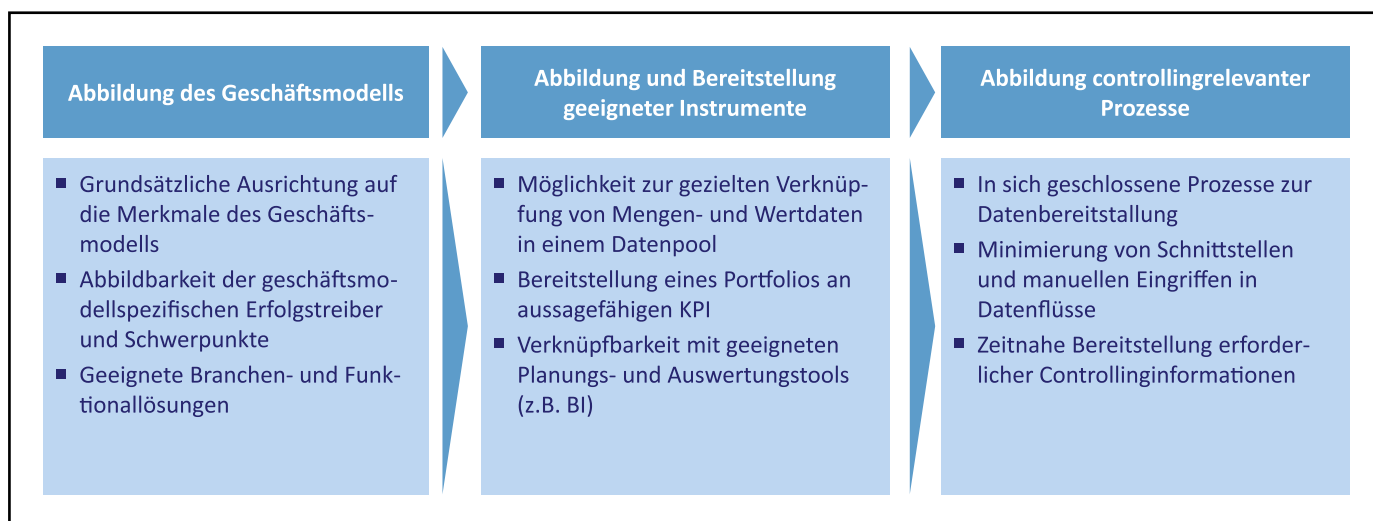 Abbildung des Geschäftsmodells
Abbildung und Bereitstellung
geeigneter Instrumente
Abbildung controllingrelevanter
Prozesse
▪ Grundsätzliche Ausrichtung auf
die Merkmale des Geschäfts-
modells
▪ Abbildbarkeit der geschäftsmo-
dellspezifischen Erfolgstreiber
und Schwerpunkte
▪ Geeignete Branchen- und Funk-
tionallösungen
▪ Möglichkeit zur gezielten Verknüp-
fung von Mengen- und Wertdaten
in einem Datenpool
▪ Bereitstellung eines Portfolios an
aussagefähigen KPI
▪ Verknüpfbarkeit mit geeigneten
Planungs- und Auswertungstools
(z.B. BI)
▪ In sich geschlossene Prozesse zur
Datenbereitstallung
▪ Minimierung von Schnittstellen
und manuellen Eingriffen in
Datenflüsse
▪ Zeitnahe Bereitstellung erforder-
licher Controllinginformationen